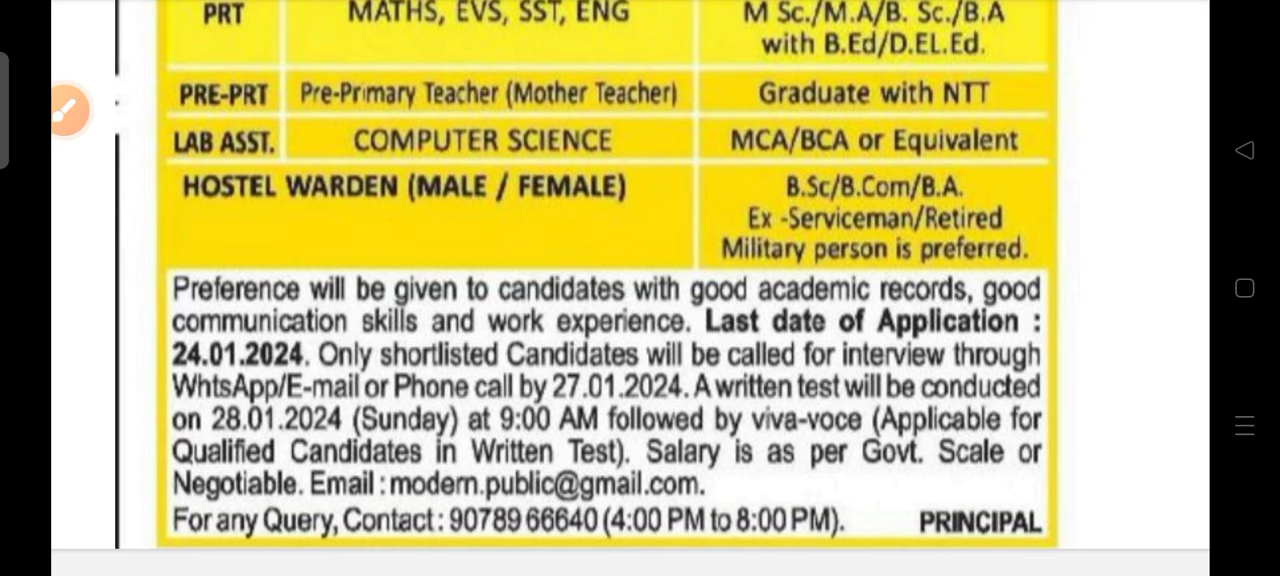 PRT MATHS, EVS, SST, ENG M Sc./M.A/B. Sc./B.A
with B.Ed/D.EL.Ed.
PRE-PRT Pre-Primary Teacher (Mother Teacher) Graduate with NTT
LAB ASST. COMPUTER SCIENCE MCA/BCA or Equivalent
HOSTEL WARDEN (MALE / FEMALE) B.Sc/B.Com/B.A.
Ex -Serviceman/Retired
Military person is preferred.
Preference will be given to candidates with good academic records, good
communication skills and work experience. Last date of Application :
24.01.2024. Only shortlisted Candidates will be called for interview through
WhtsApp/E-mail or Phone call by 27.01.2024. A written test will be conducted
on 28.01.2024 (Sunday) at 9:00 AM followed by viva-voce (Applicable for
Qualified Candidates in Written Test). Salary is as per Govt. Scale or
Negotiable. Email : modern.public@gmail.com.
For any Query, Contact : 90789 66640 (4:00 PM to 8:00 PM). PRINCIPAL